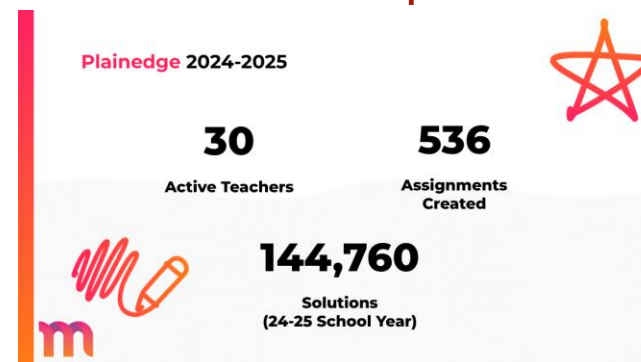 Plainedge 2024-2025
30
Active Teachers
536
Assignments
Created
144,760
Solutions
(24-25 School Year)
m